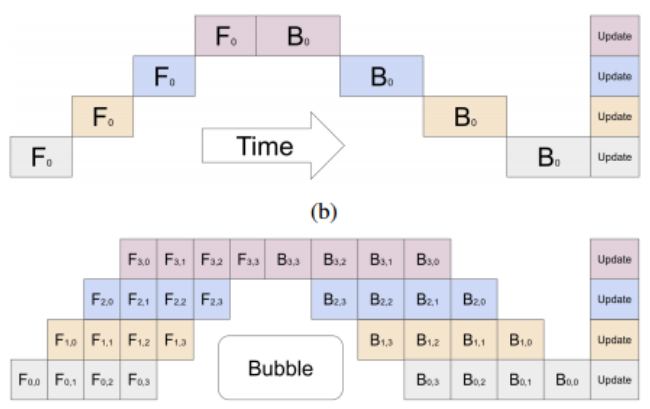 F₀ B₀ Update
F₀ B₀ Update
F₀ B₀ Update
Time
F₀ B₀ Update
(b)
F₃,₀ F₃,₁ F₃,₂ F₃,₃ B₃,₃ B₃,₂ B₃,₁ B₃,₀ Update
F₂,₀ F₂,₁ F₂,₂ F₂,₃ B₂,₃ B₂,₂ B₂,₁ B₂,₀ Update
F₁,₀ F₁,₁ F₁,₂ F₁,₃ B₁,₃ B₁,₂ B₁,₁ B₁,₀ Update
Bubble
F₀,₀ F₀,₁ F₀,₂ F₀,₃ B₀,₃ B₀,₂ B₀,₁ B₀,₀ Update